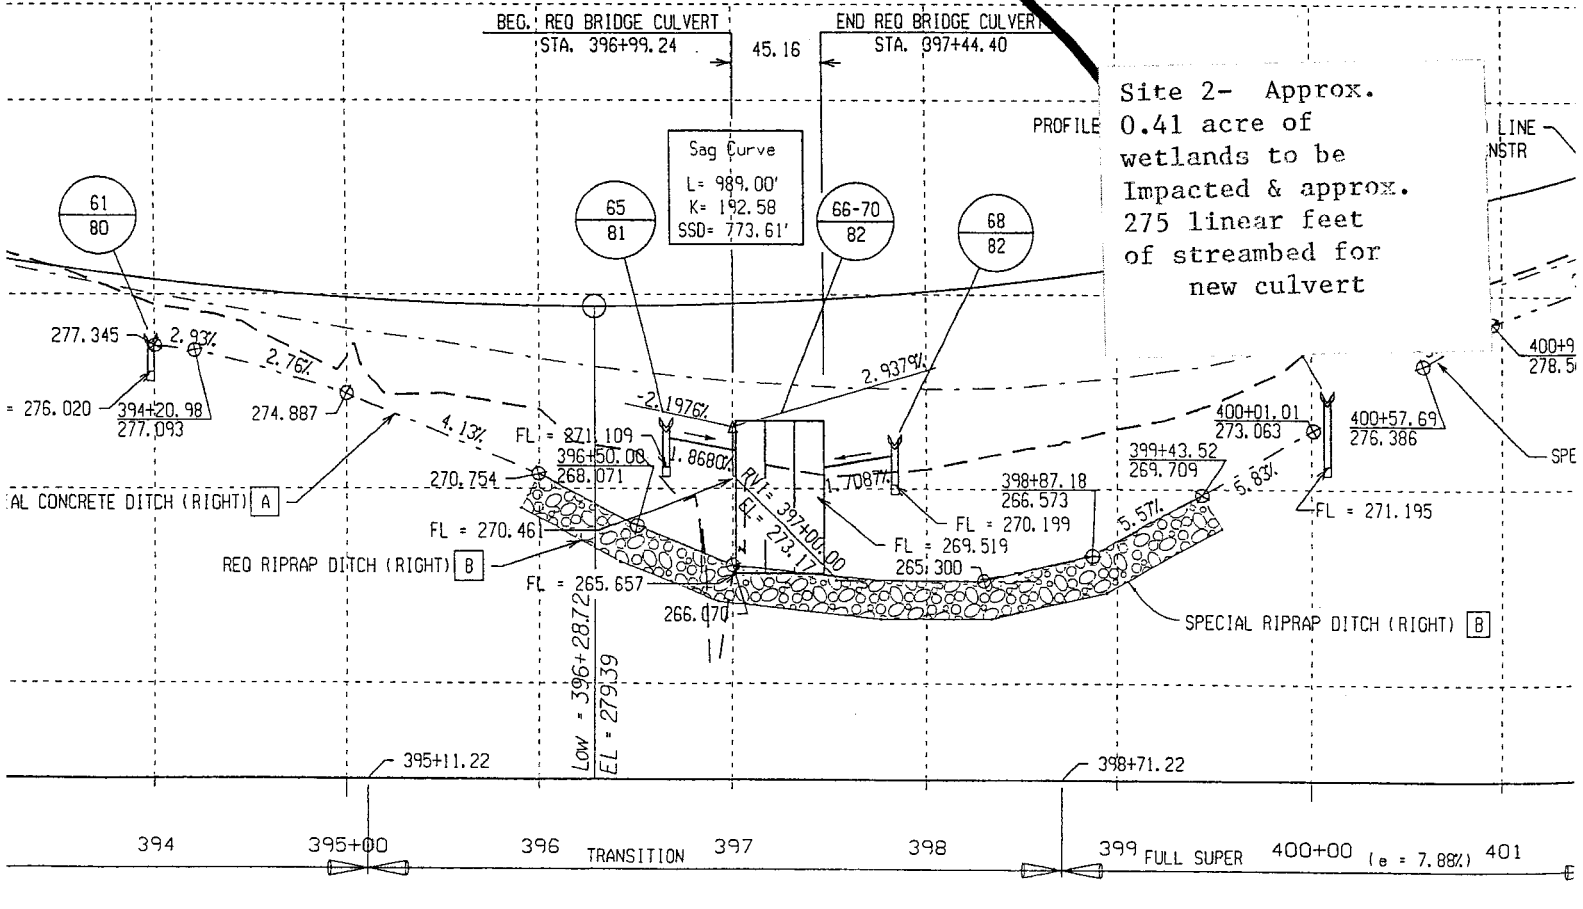 BEG. REQ BRIDGE CULVERT
STA. 396+99.24
45.16
END REQ BRIDGE CULVERT
STA. 397+44.40
Site 2- Approx.
0.41 acre of
wetlands to be
Impacted & approx.
275 linear feet
of streambed for
new culvert
PROFILE
LINE
NSTR
Sag Curve
L= 989.00'
K= 192.58
SSD= 773.61'
61
80
65
81
66-70
82
68
82
277.345
2.93%
2.76%
= 276.020
394+20.98
277.093
274.887
4.13%
-2.1976%
2.9379%
FL = 271.109
1.8680%
396+50.00
268.071
270.754
1.7087%
RVI = 397+00.00
EL = 273.17
398+87.18
266.573
399+43.52
269.709
400+01.01
273.063
400+57.69
276.386
400+9
278.5
SPE
5.83%
5.57%
AL CONCRETE DITCH (RIGHT) A
FL = 270.461
FL = 270.199
FL = 269.519
FL = 271.195
265.300
REQ RIPRAP DITCH (RIGHT) B
FL = 265.657
266.070
SPECIAL RIPRAP DITCH (RIGHT) B
Low = 396+28.72
EL = 279.39
395+11.22
398+71.22
394
395+00
396
397
398
399
400+00
401
TRANSITION
FULL SUPER
(e = 7.88%)